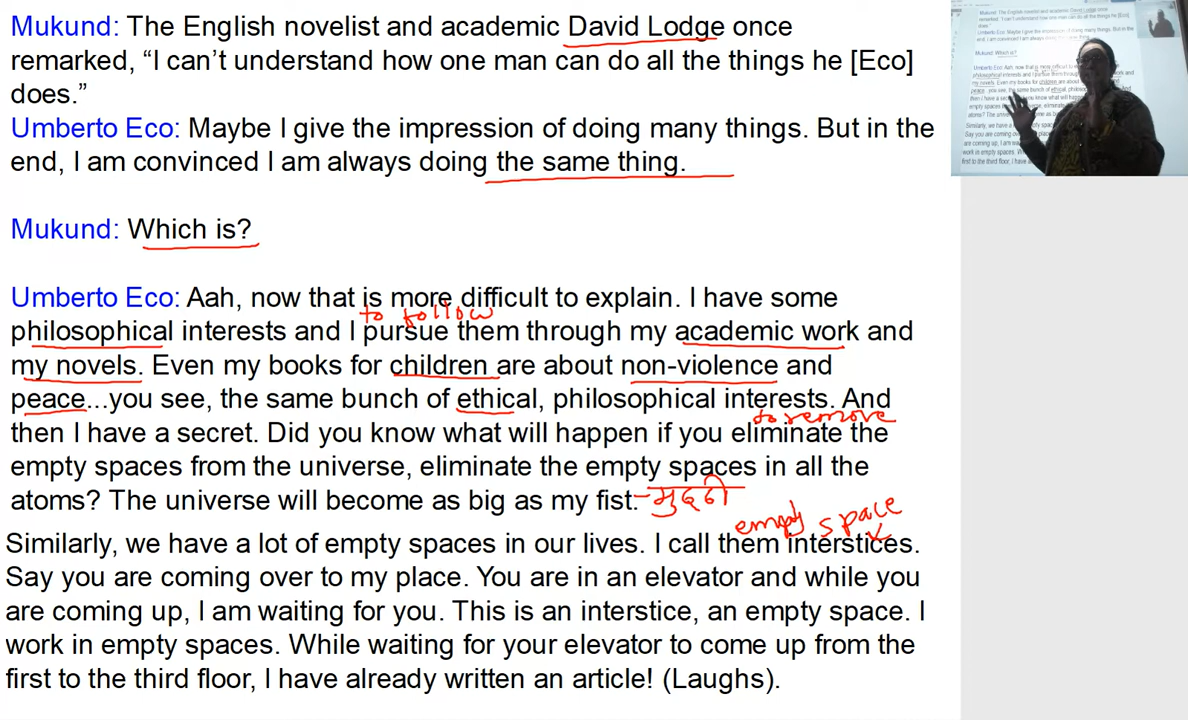 Mukund: The English novelist and academic David Lodge once
remarked, “I can’t understand how one man can do all the things he [Eco]
does.”
Umberto Eco: Maybe I give the impression of doing many things. But in the
end, I am convinced I am always doing the same thing.
Mukund: Which is?
Umberto Eco: Aah, now that is more difficult to explain. I have some
to follow
philosophical interests and I pursue them through my academic work and
my novels. Even my books for children are about non-violence and
peace...you see, the same bunch of ethical, philosophical interests. And
to remove
then I have a secret. Did you know what will happen if you eliminate the
empty spaces from the universe, eliminate the empty spaces in all the
atoms? The universe will become as big as my fist. -मुट्ठी
empty space
Similarly, we have a lot of empty spaces in our lives. I call them interstices.
Say you are coming over to my place. You are in an elevator and while you
are coming up, I am waiting for you. This is an interstice, an empty space. I
work in empty spaces. While waiting for your elevator to come up from the
first to the third floor, I have already written an article! (Laughs).